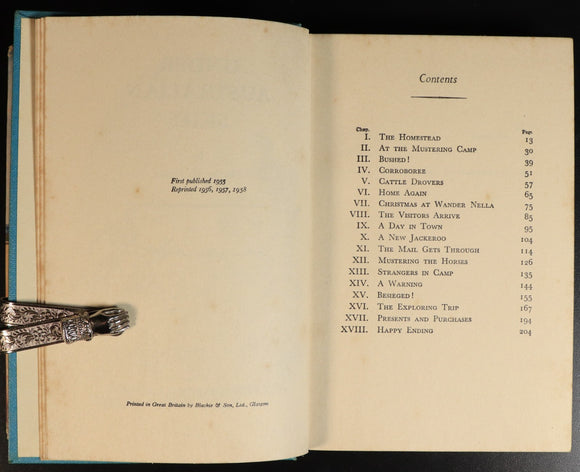 First published 1955
Reprinted 1956, 1957, 1958
Printed in Great Britain by Blackie & Son, Ltd., Glasgow
Contents
Chap. Page
I. THE HOMESTEAD 13
II. AT THE MUSTERING CAMP 30
III. BUSHED! 39
IV. CORROBOREE 51
V. CATTLE DROVERS 57
VI. HOME AGAIN 65
VII. CHRISTMAS AT WANDER NELLA 75
VIII. THE VISITORS ARRIVE 85
IX. A DAY IN TOWN 95
X. A NEW JACKEROO 104
XI. THE MAIL GETS THROUGH 114
XII. MUSTERING THE HORSES 126
XIII. STRANGERS IN CAMP 135
XIV. A WARNING 144
XV. BESIEGED! 155
XVI. THE EXPLORING TRIP 167
XVII. PRESENTS AND PURCHASES 194
XVIII. HAPPY ENDING 204